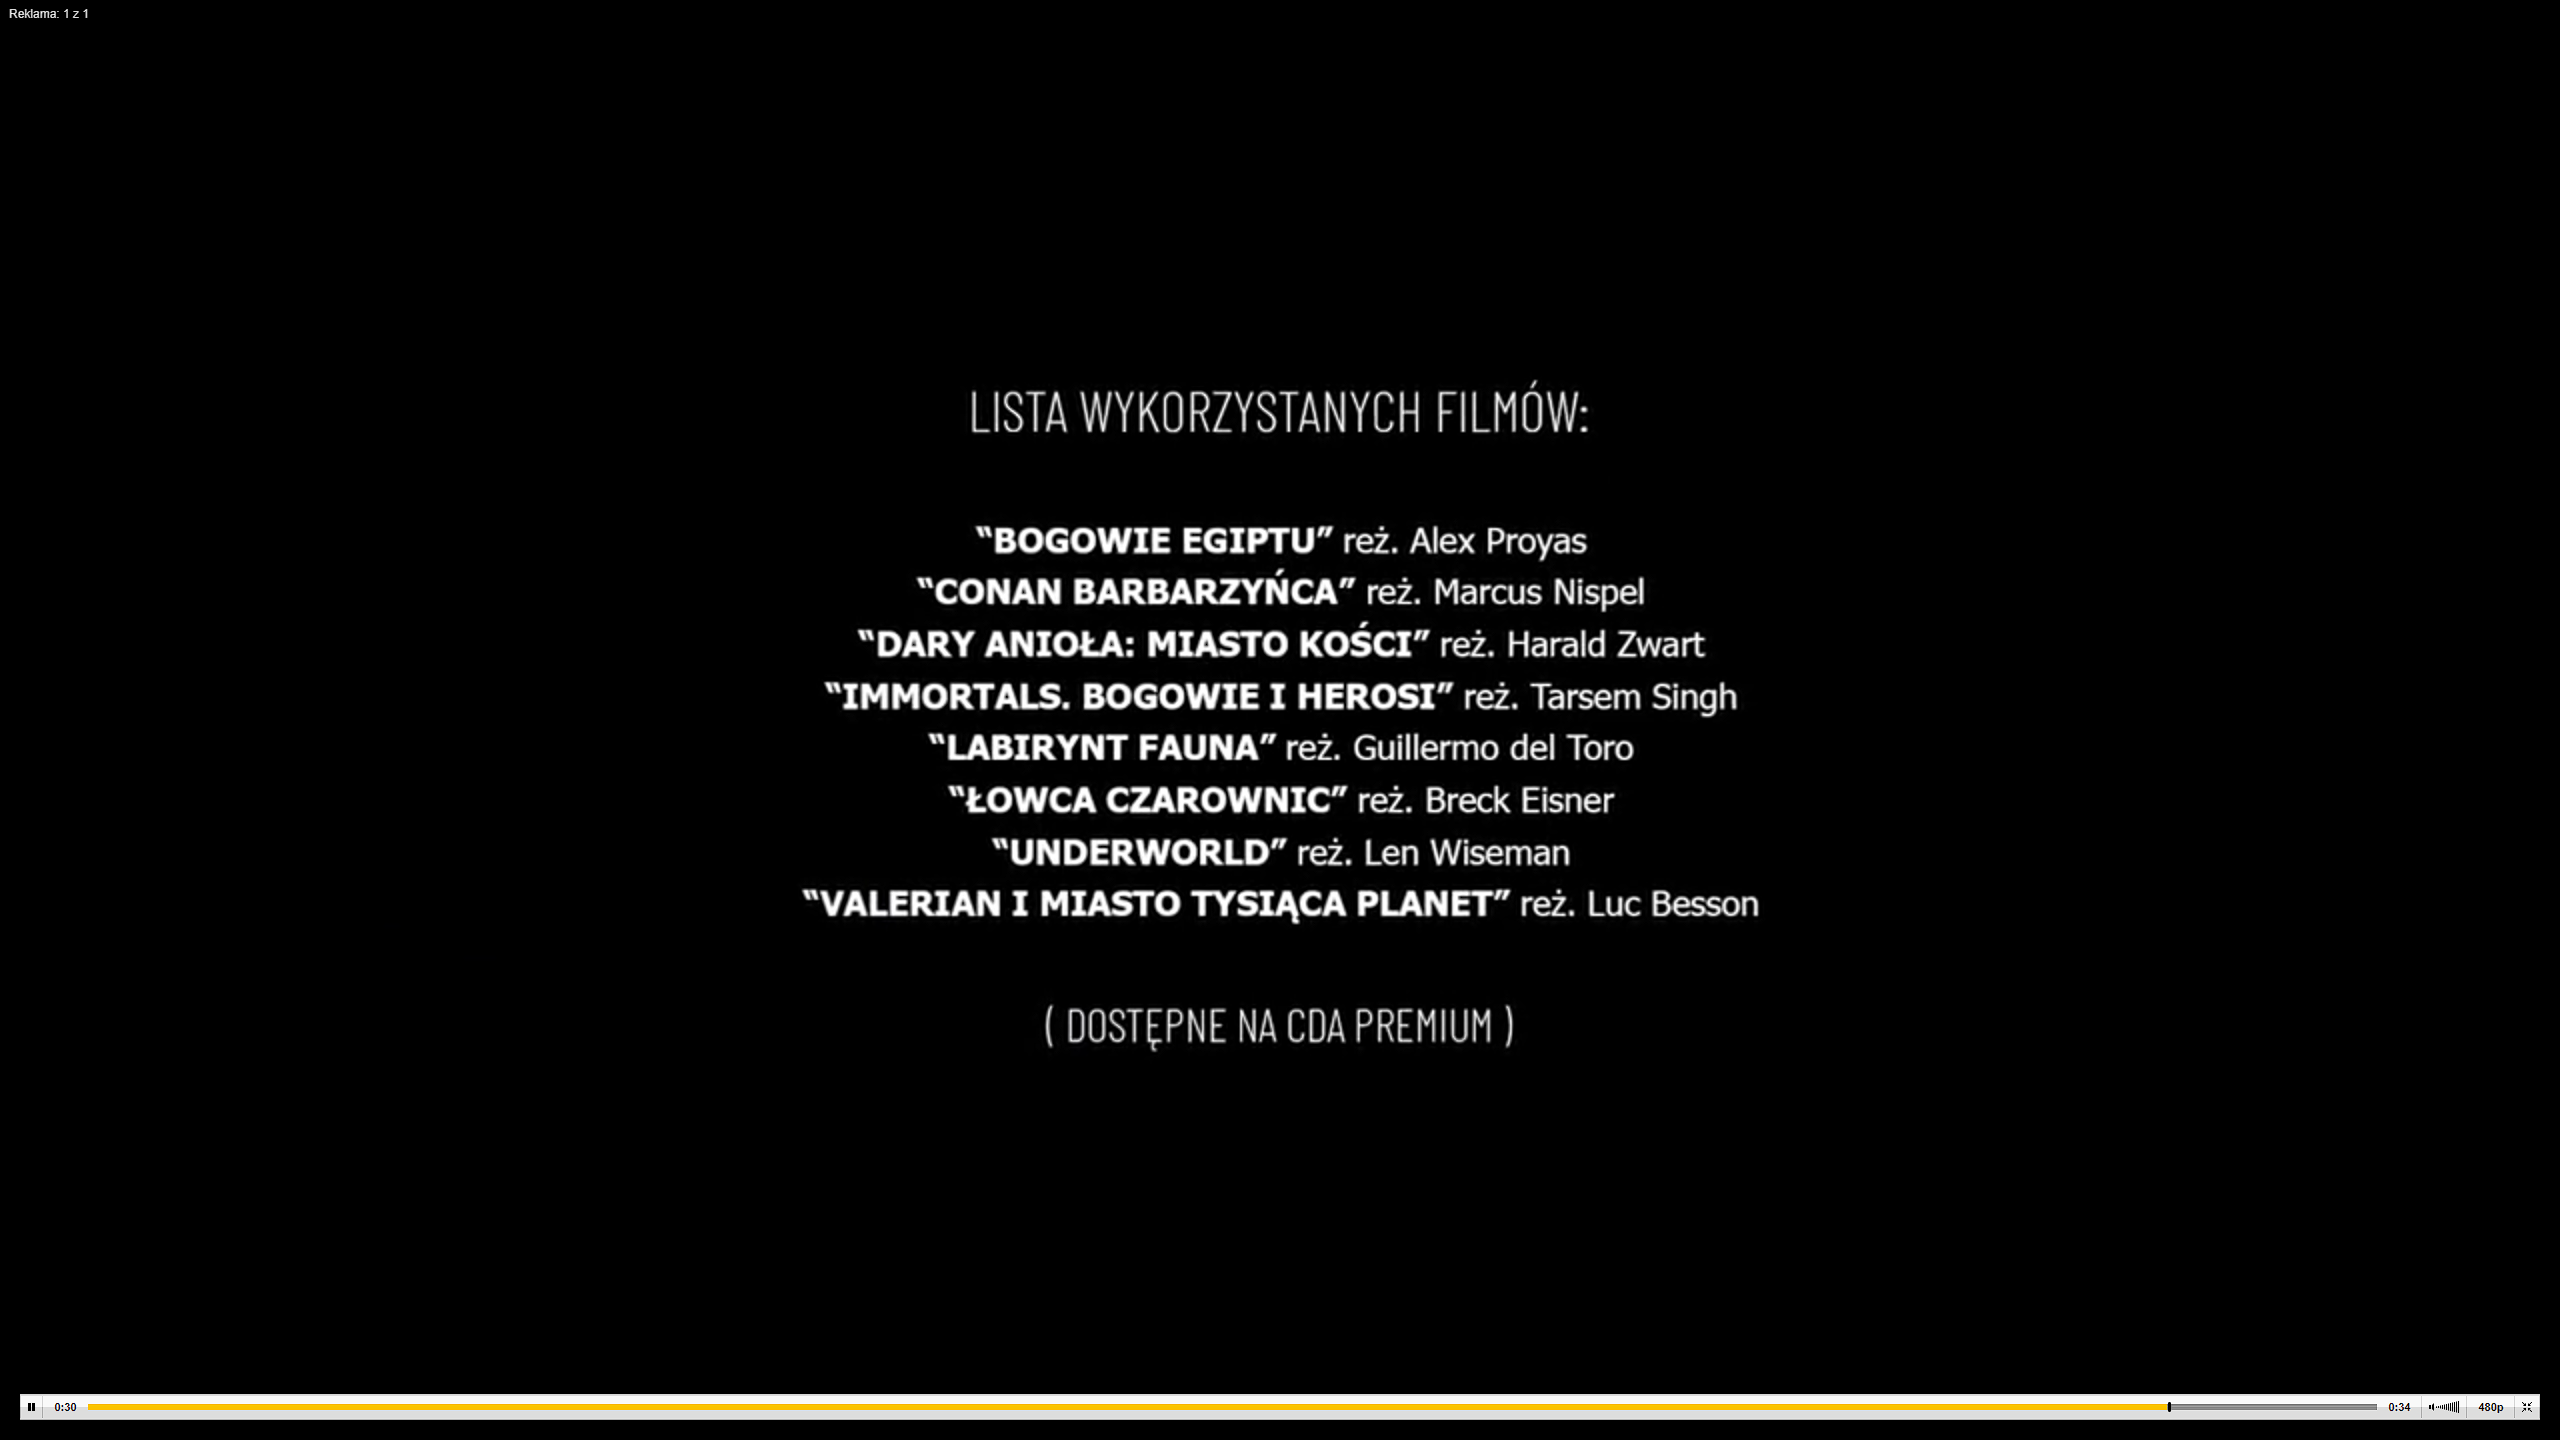 Reklama: 1 z 1
LISTA WYKORZYSTANYCH FILMÓW:
“BOGOWIE EGIPTU” reż. Alex Proyas
“CONAN BARBARZYŃCA” reż. Marcus Nispel
“DARY ANIOŁA: MIASTO KOŚCI” reż. Harald Zwart
“IMMORTALS. BOGOWIE I HEROSI” reż. Tarsem Singh
“LABIRYNT FAUNA” reż. Guillermo del Toro
“ŁOWCA CZAROWNIC” reż. Breck Eisner
“UNDERWORLD” reż. Len Wiseman
“VALERIAN I MIASTO TYSIĄCA PLANET” reż. Luc Besson
( DOSTĘPNE NA CDA PREMIUM )
0:30 0:34 480p